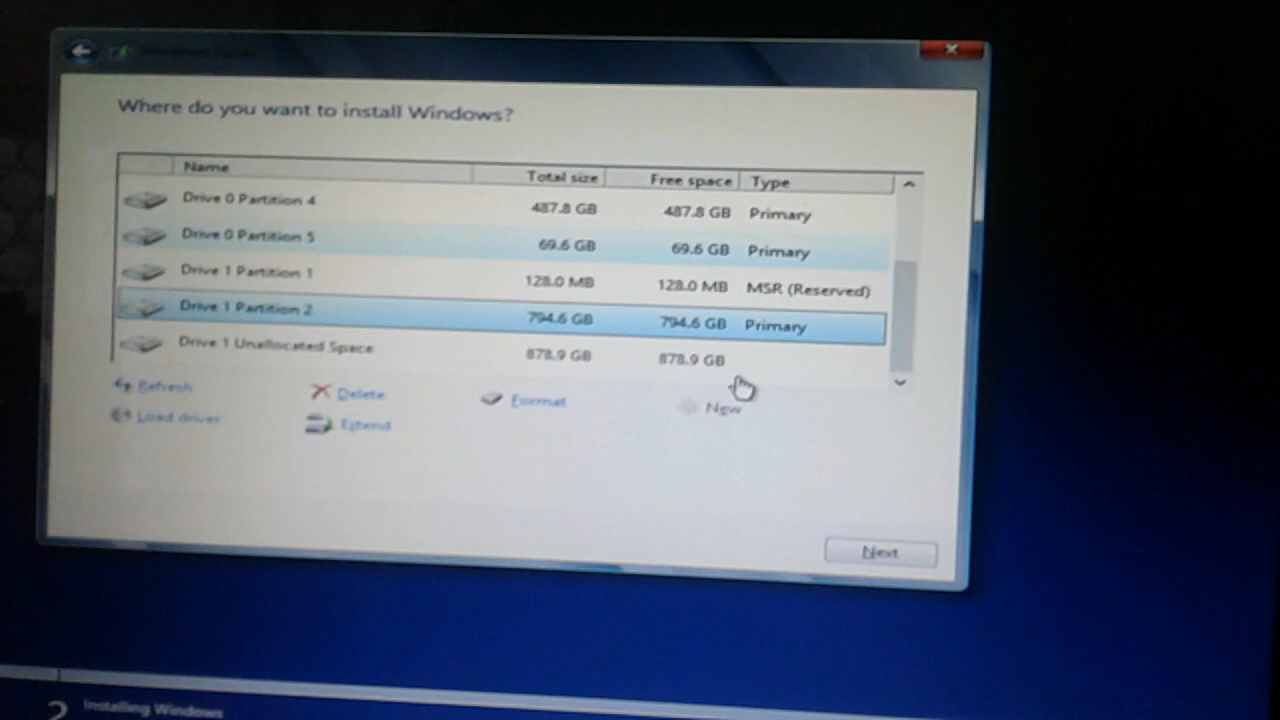 Windows Setup
Where do you want to install Windows?
Name Total size Free space Type
Drive 0 Partition 4 487.8 GB 487.8 GB Primary
Drive 0 Partition 5 69.6 GB 69.6 GB Primary
Drive 1 Partition 1 128.0 MB 128.0 MB MSR (Reserved)
Drive 1 Partition 2 794.6 GB 794.6 GB Primary
Drive 1 Unallocated Space 878.9 GB 878.9 GB
Refresh Delete Format New
Load driver Extend
Next
2 Installing Windows